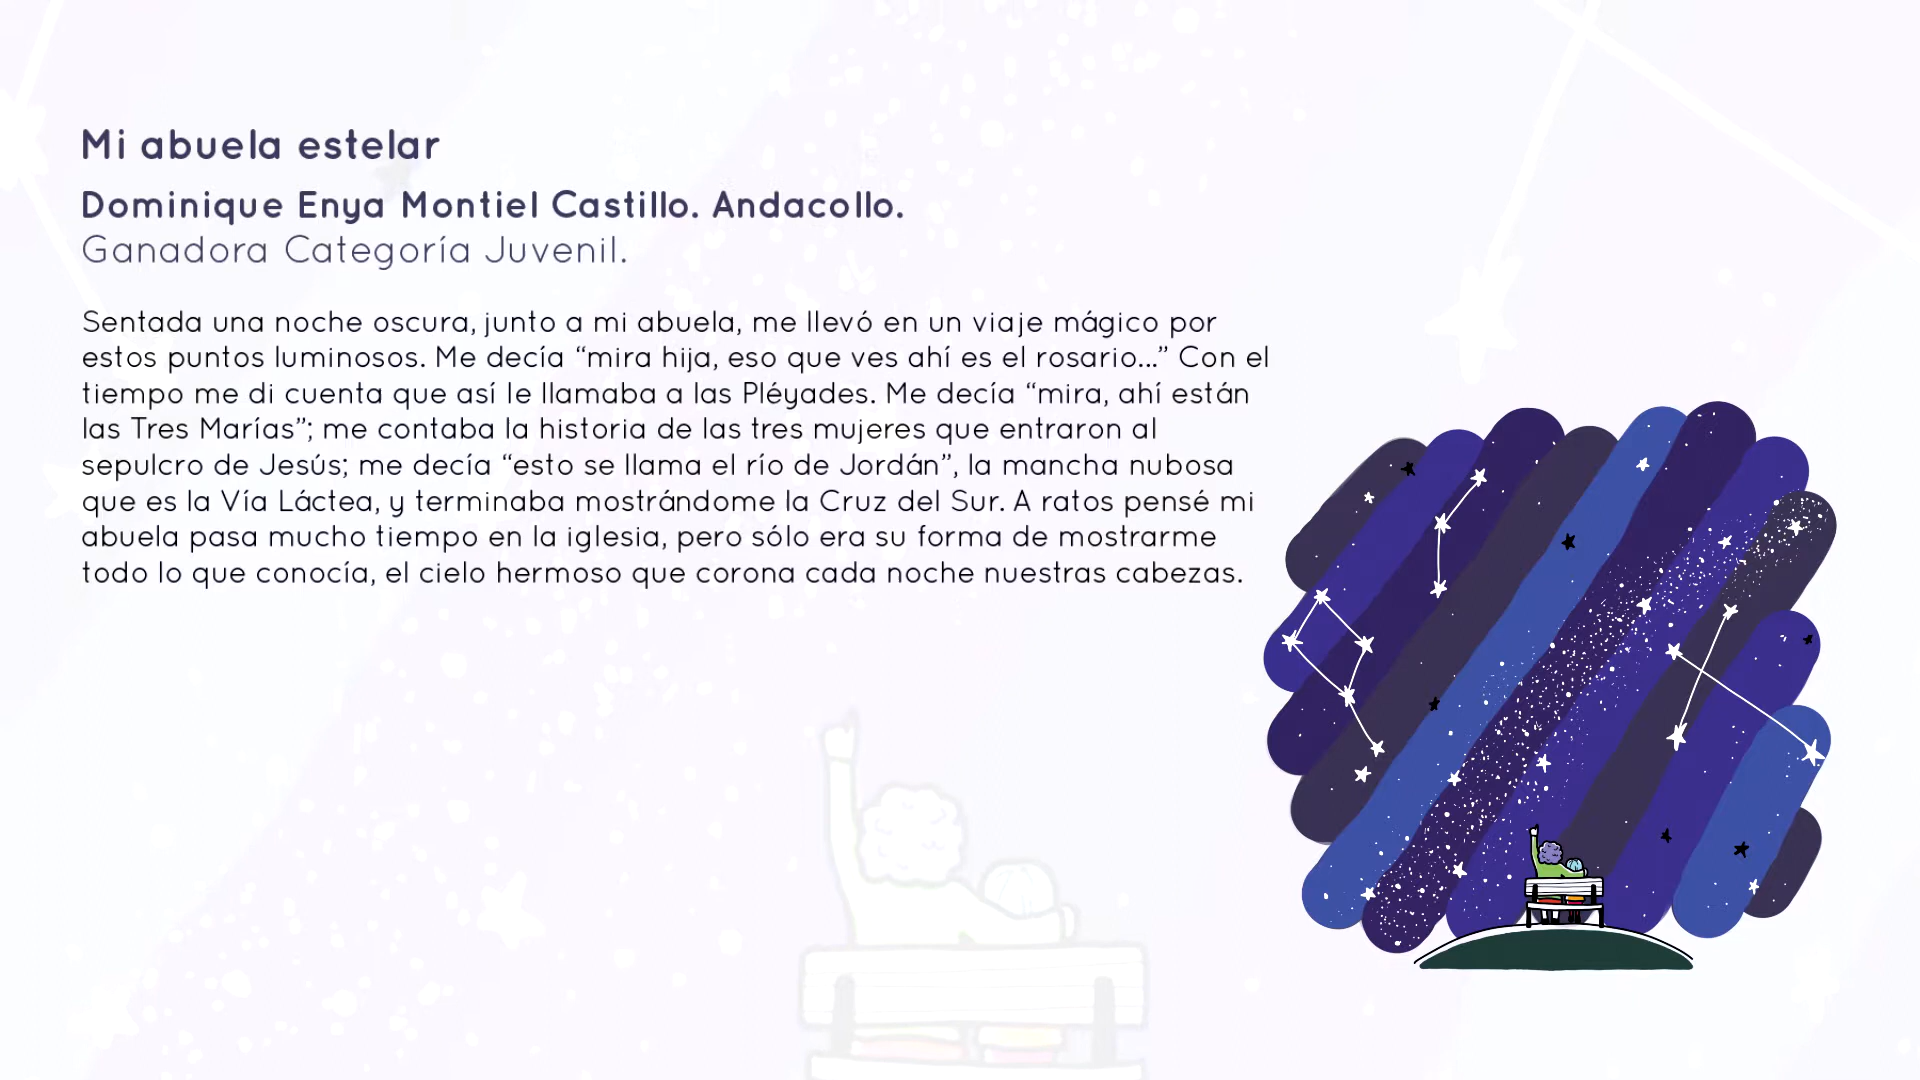 Mi abuela estelar
Dominique Enya Montiel Castillo. Andacollo.
Ganadora Categoría Juvenil.
Sentada una noche oscura, junto a mi abuela, me llevó en un viaje mágico por
estos puntos luminosos. Me decía “mira hija, eso que ves ahí es el rosario...” Con el
tiempo me di cuenta que así le llamaba a las Pléyades. Me decía “mira, ahí están
las Tres Marías”; me contaba la historia de las tres mujeres que entraron al
sepulcro de Jesús; me decía “esto se llama el río de Jordán”, la mancha nubosa
que es la Vía Láctea, y terminaba mostrándome la Cruz del Sur. A ratos pensé mi
abuela pasa mucho tiempo en la iglesia, pero sólo era su forma de mostrarme
todo lo que conocía, el cielo hermoso que corona cada noche nuestras cabezas.